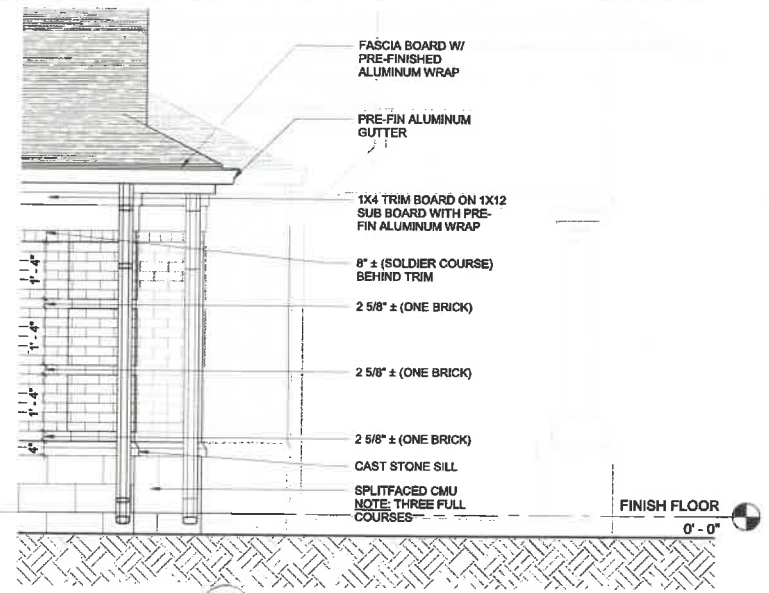 FASCIA BOARD W/
PRE-FINISHED
ALUMINUM WRAP
PRE-FIN ALUMINUM
GUTTER
1X4 TRIM BOARD ON 1X12
SUB BOARD WITH PRE-
FIN ALUMINUM WRAP
8" ± (SOLDIER COURSE)
BEHIND TRIM
1' - 4"
2 5/8" ± (ONE BRICK)
1' - 4"
2 5/8" ± (ONE BRICK)
1' - 4"
2 5/8" ± (ONE BRICK)
4"
CAST STONE SILL
SPLITFACED CMU
NOTE: THREE FULL
COURSES
FINISH FLOOR
0' - 0"